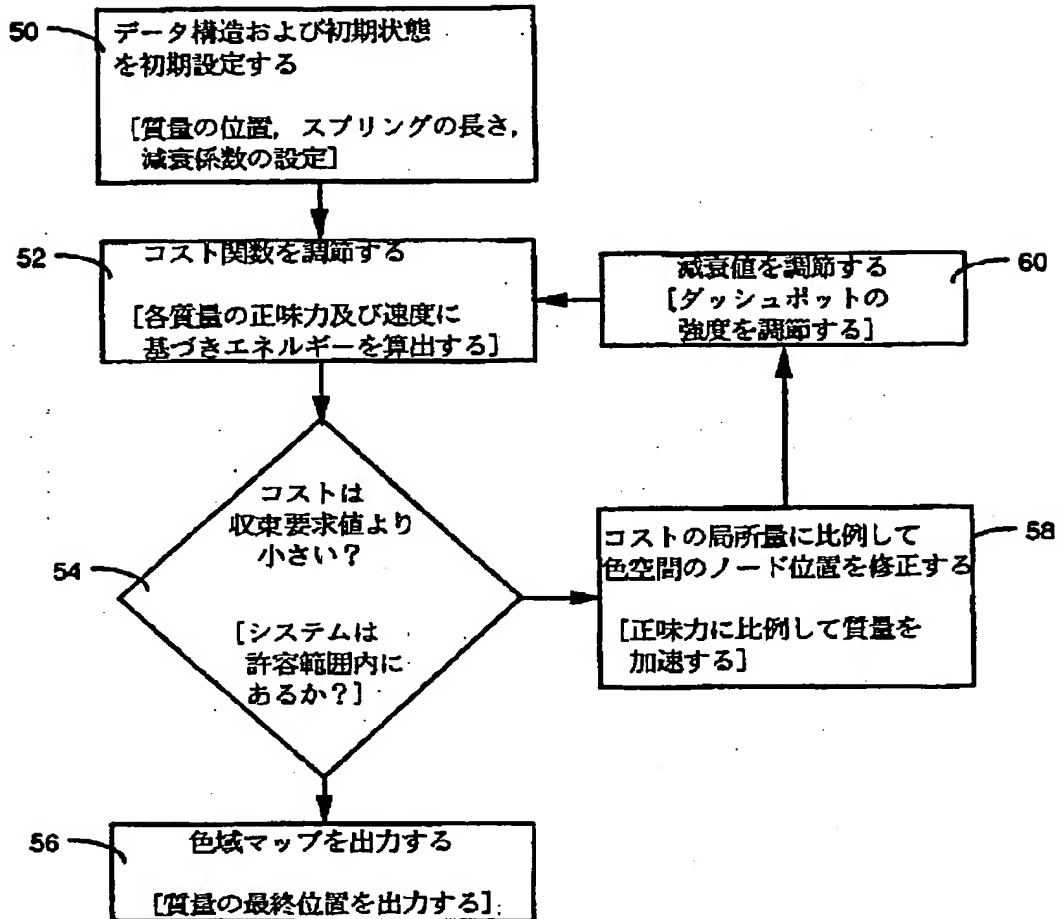 50
データ構造および初期状態
を初期設定する
[質量の位置，スプリングの長さ，
減衰係数の設定]
52
コスト関数を調節する
[各質量の正味力及び速度に
基づきエネルギーを算出する]
減衰値を調節する
[ダッシュポットの
強度を調節する]
60
54
コストは
収束要求値より
小さい？
[システムは
許容範囲内に
あるか？]
コストの局所量に比例して
色空間のノード位置を修正する
[正味力に比例して質量を
加速する]
58
56
色域マップを出力する
[質量の最終位置を出力する]